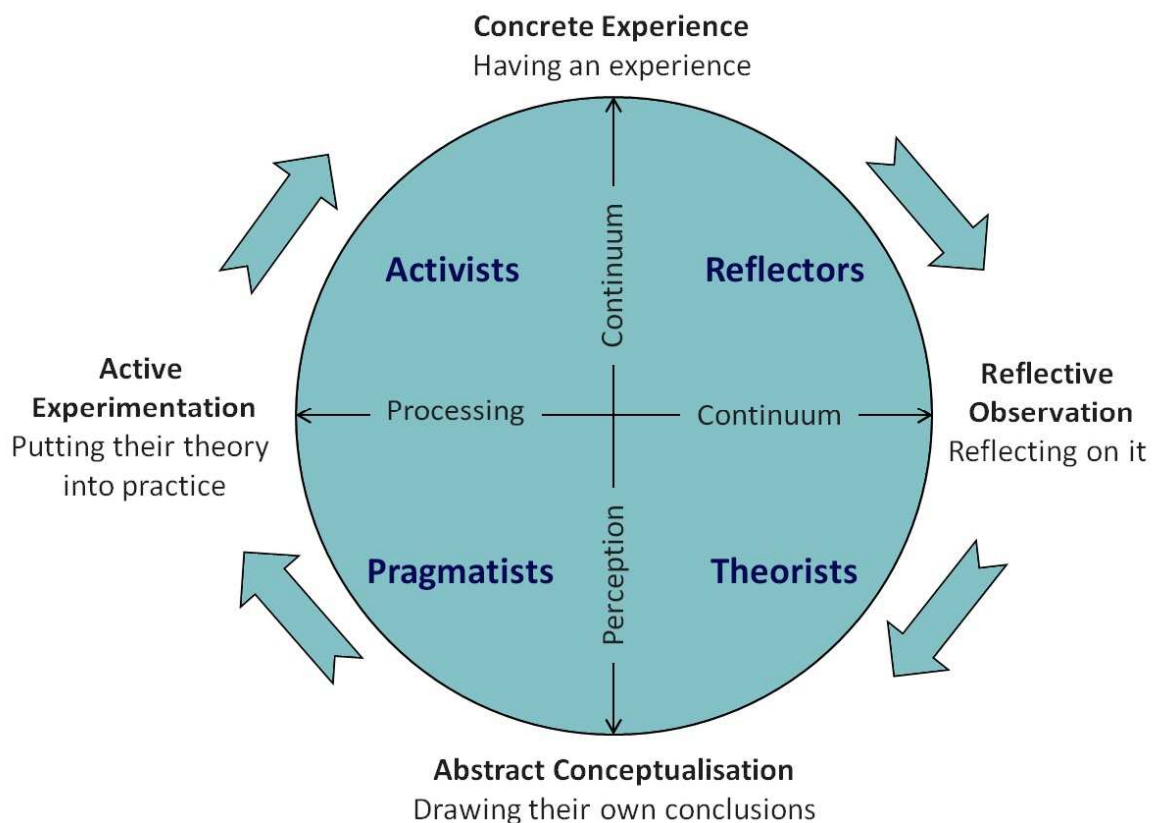 Concrete Experience
Having an experience
Continuum
Activists
Reflectors
Active
Experimentation
Putting their theory
into practice
Processing
Continuum
Reflective
Observation
Reflecting on it
Pragmatists
Perception
Theorists
Abstract Conceptualisation
Drawing their own conclusions